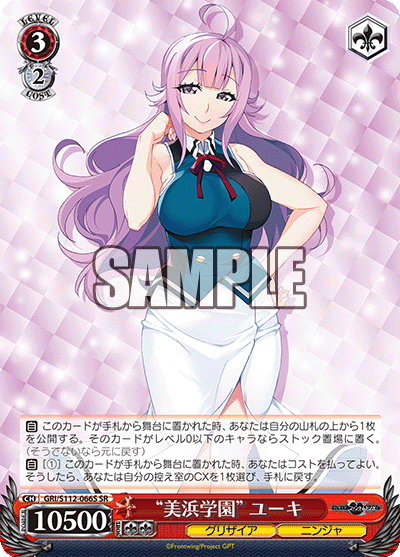 LEVEL
3
2
COST
SAMPLE
自 このカードが手札から舞台に置かれた時、あなたは自分の山札の上から1枚
を公開する。そのカードがレベル0以下のキャラならストック置場に置く。
(そうでないなら元に戻す)
自 [①] このカードが手札から舞台に置かれた時、あなたはコストを払ってよい。
そうしたら、あなたは自分の控え室のCXを1枚選び、手札に戻す。
CH GRI/S112-066S SR
10500
“美浜学園” ユーキ
グリザイア
ニンジャ
©Frontwing/Project GPT